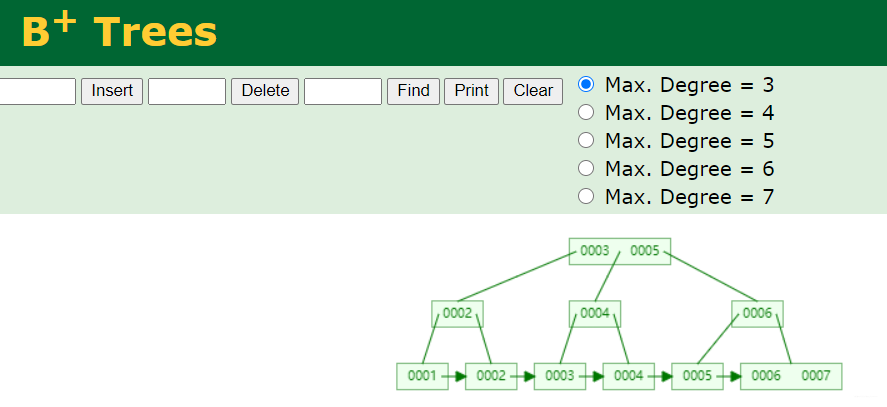 B+ Trees
Insert Delete Find Print Clear
Max. Degree = 3
Max. Degree = 4
Max. Degree = 5
Max. Degree = 6
Max. Degree = 7
0003 0005
0002 0004 0006
0001 0002 0003 0004 0005 0006 0007